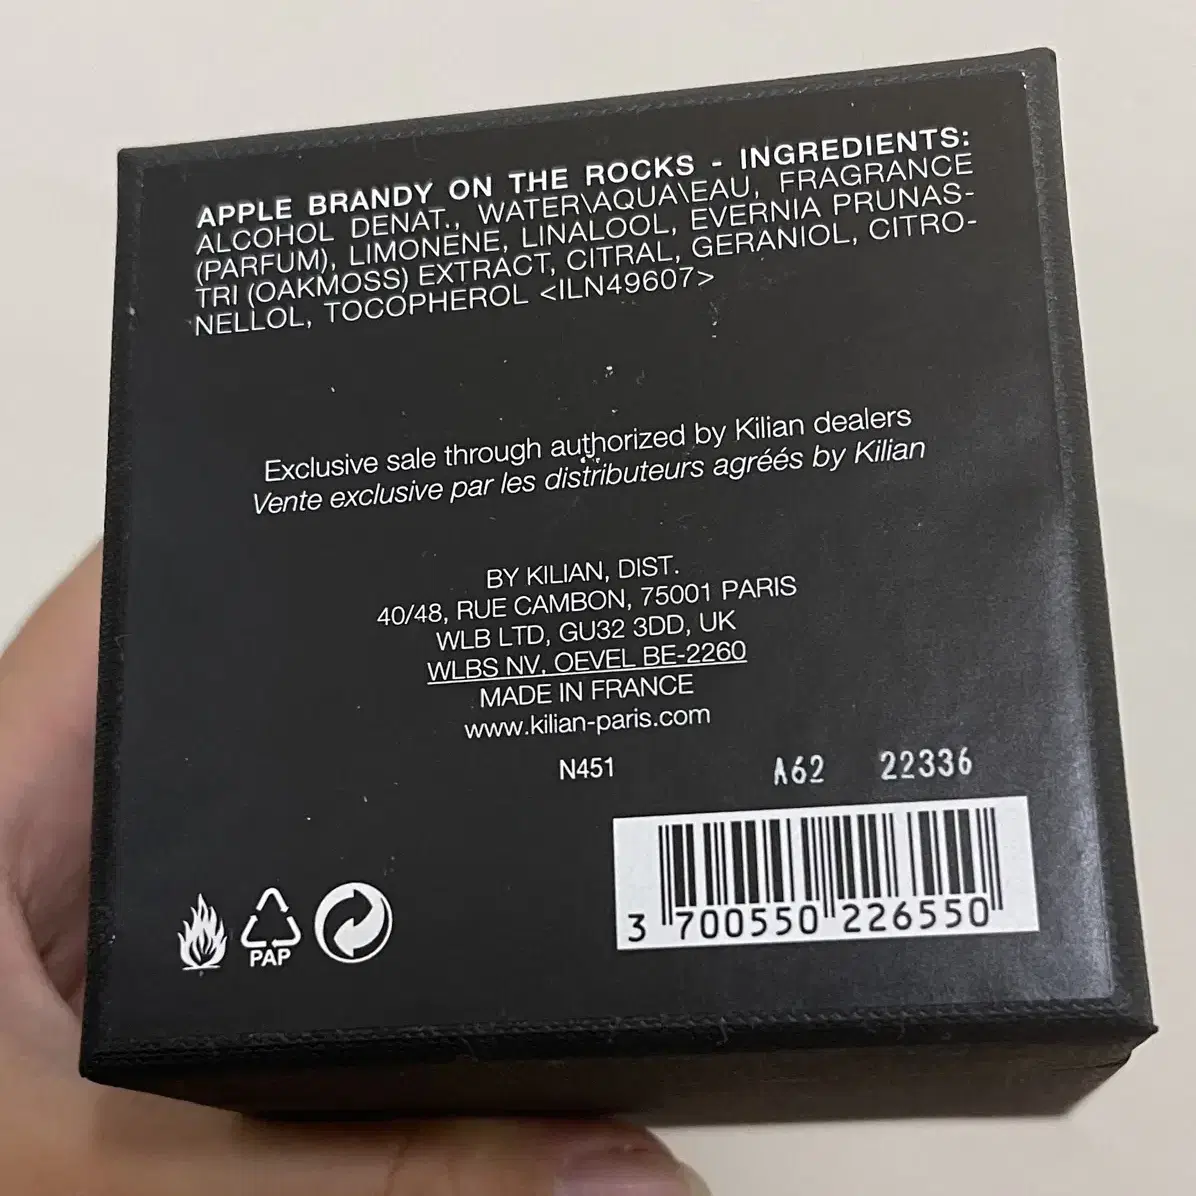 APPLE BRANDY ON THE ROCKS - INGREDIENTS:
ALCOHOL DENAT., WATER\AQUA\EAU, FRAGRANCE
(PARFUM), LIMONENE, LINALOOL, EVERNIA PRUNAS-
TRI (OAKMOSS) EXTRACT, CITRAL, GERANIOL, CITRO-
NELLOL, TOCOPHEROL <ILN49607>
Exclusive sale through authorized by Kilian dealers
Vente exclusive par les distributeurs agréés by Kilian
BY KILIAN, DIST.
40/48, RUE CAMBON, 75001 PARIS
WLB LTD, GU32 3DD, UK
WLBS NV, OEVEL BE-2260
MADE IN FRANCE
www.kilian-paris.com
N451 A62 22336
3 700550 226550
PAP